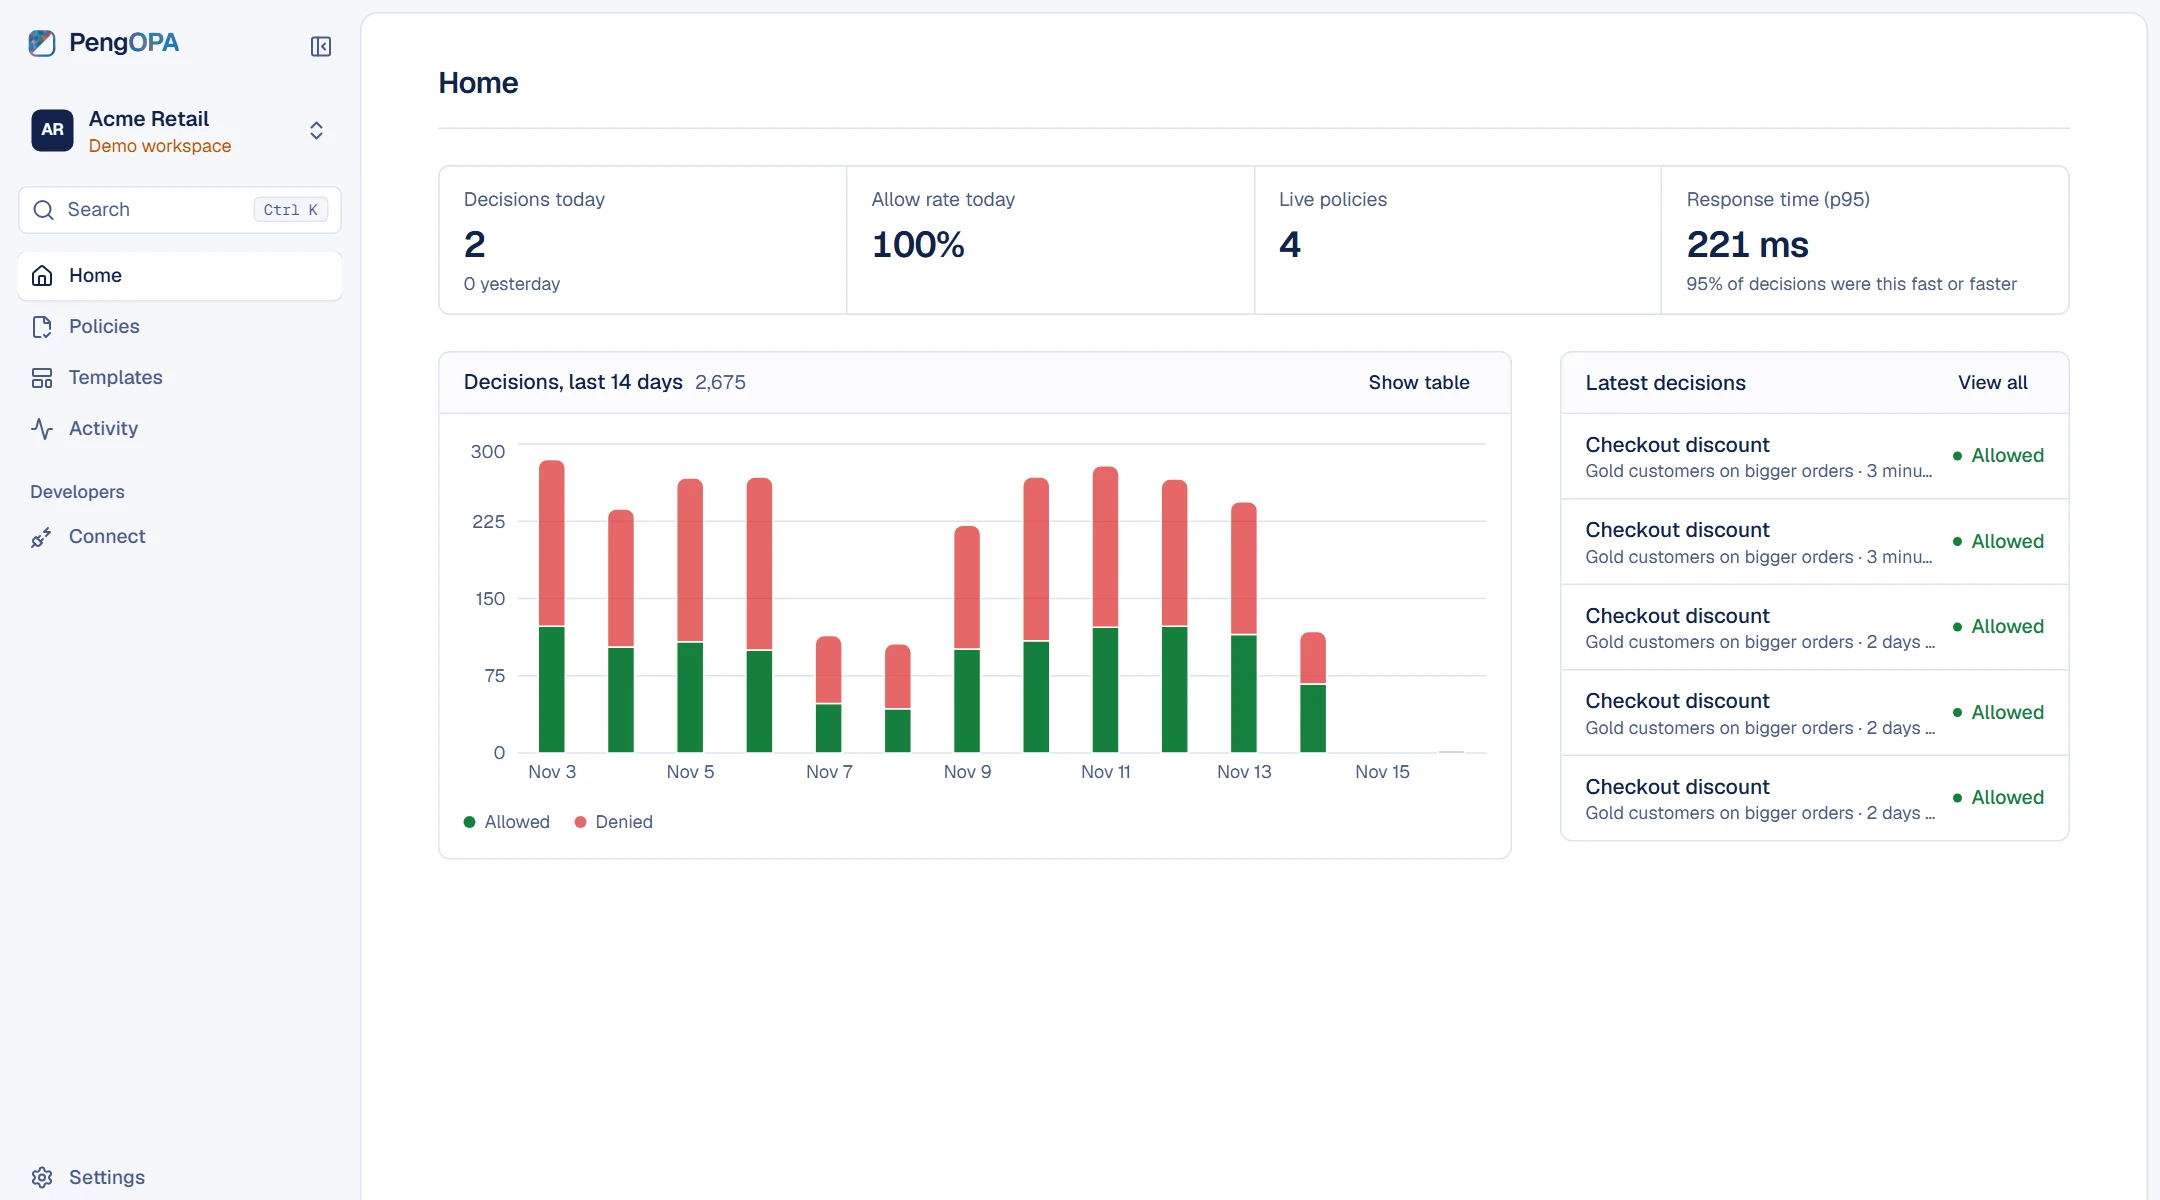 PengOPA
AR
Acme Retail
Demo workspace
Search
Ctrl K
Home
Policies
Templates
Activity
Developers
Connect
Settings
Home
Decisions today
2
0 yesterday
Allow rate today
100%
Live policies
4
Response time (p95)
221 ms
95% of decisions were this fast or faster
Decisions, last 14 days 2,675
Show table
300
225
150
75
0
Nov 3
Nov 5
Nov 7
Nov 9
Nov 11
Nov 13
Nov 15
Allowed
Denied
Latest decisions
View all
Checkout discount
Gold customers on bigger orders · 3 minu...
Allowed
Checkout discount
Gold customers on bigger orders · 3 minu...
Allowed
Checkout discount
Gold customers on bigger orders · 2 days ...
Allowed
Checkout discount
Gold customers on bigger orders · 2 days ...
Allowed
Checkout discount
Gold customers on bigger orders · 2 days ...
Allowed